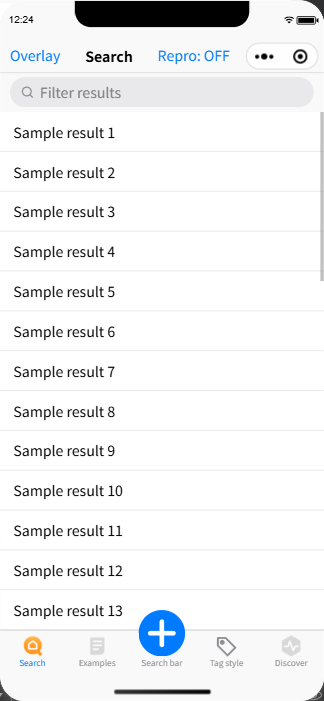 12:24
Overlay Search Repro: OFF
Filter results
Sample result 1
Sample result 2
Sample result 3
Sample result 4
Sample result 5
Sample result 6
Sample result 7
Sample result 8
Sample result 9
Sample result 10
Sample result 11
Sample result 12
Sample result 13
Search Examples Search bar Tag style Discover